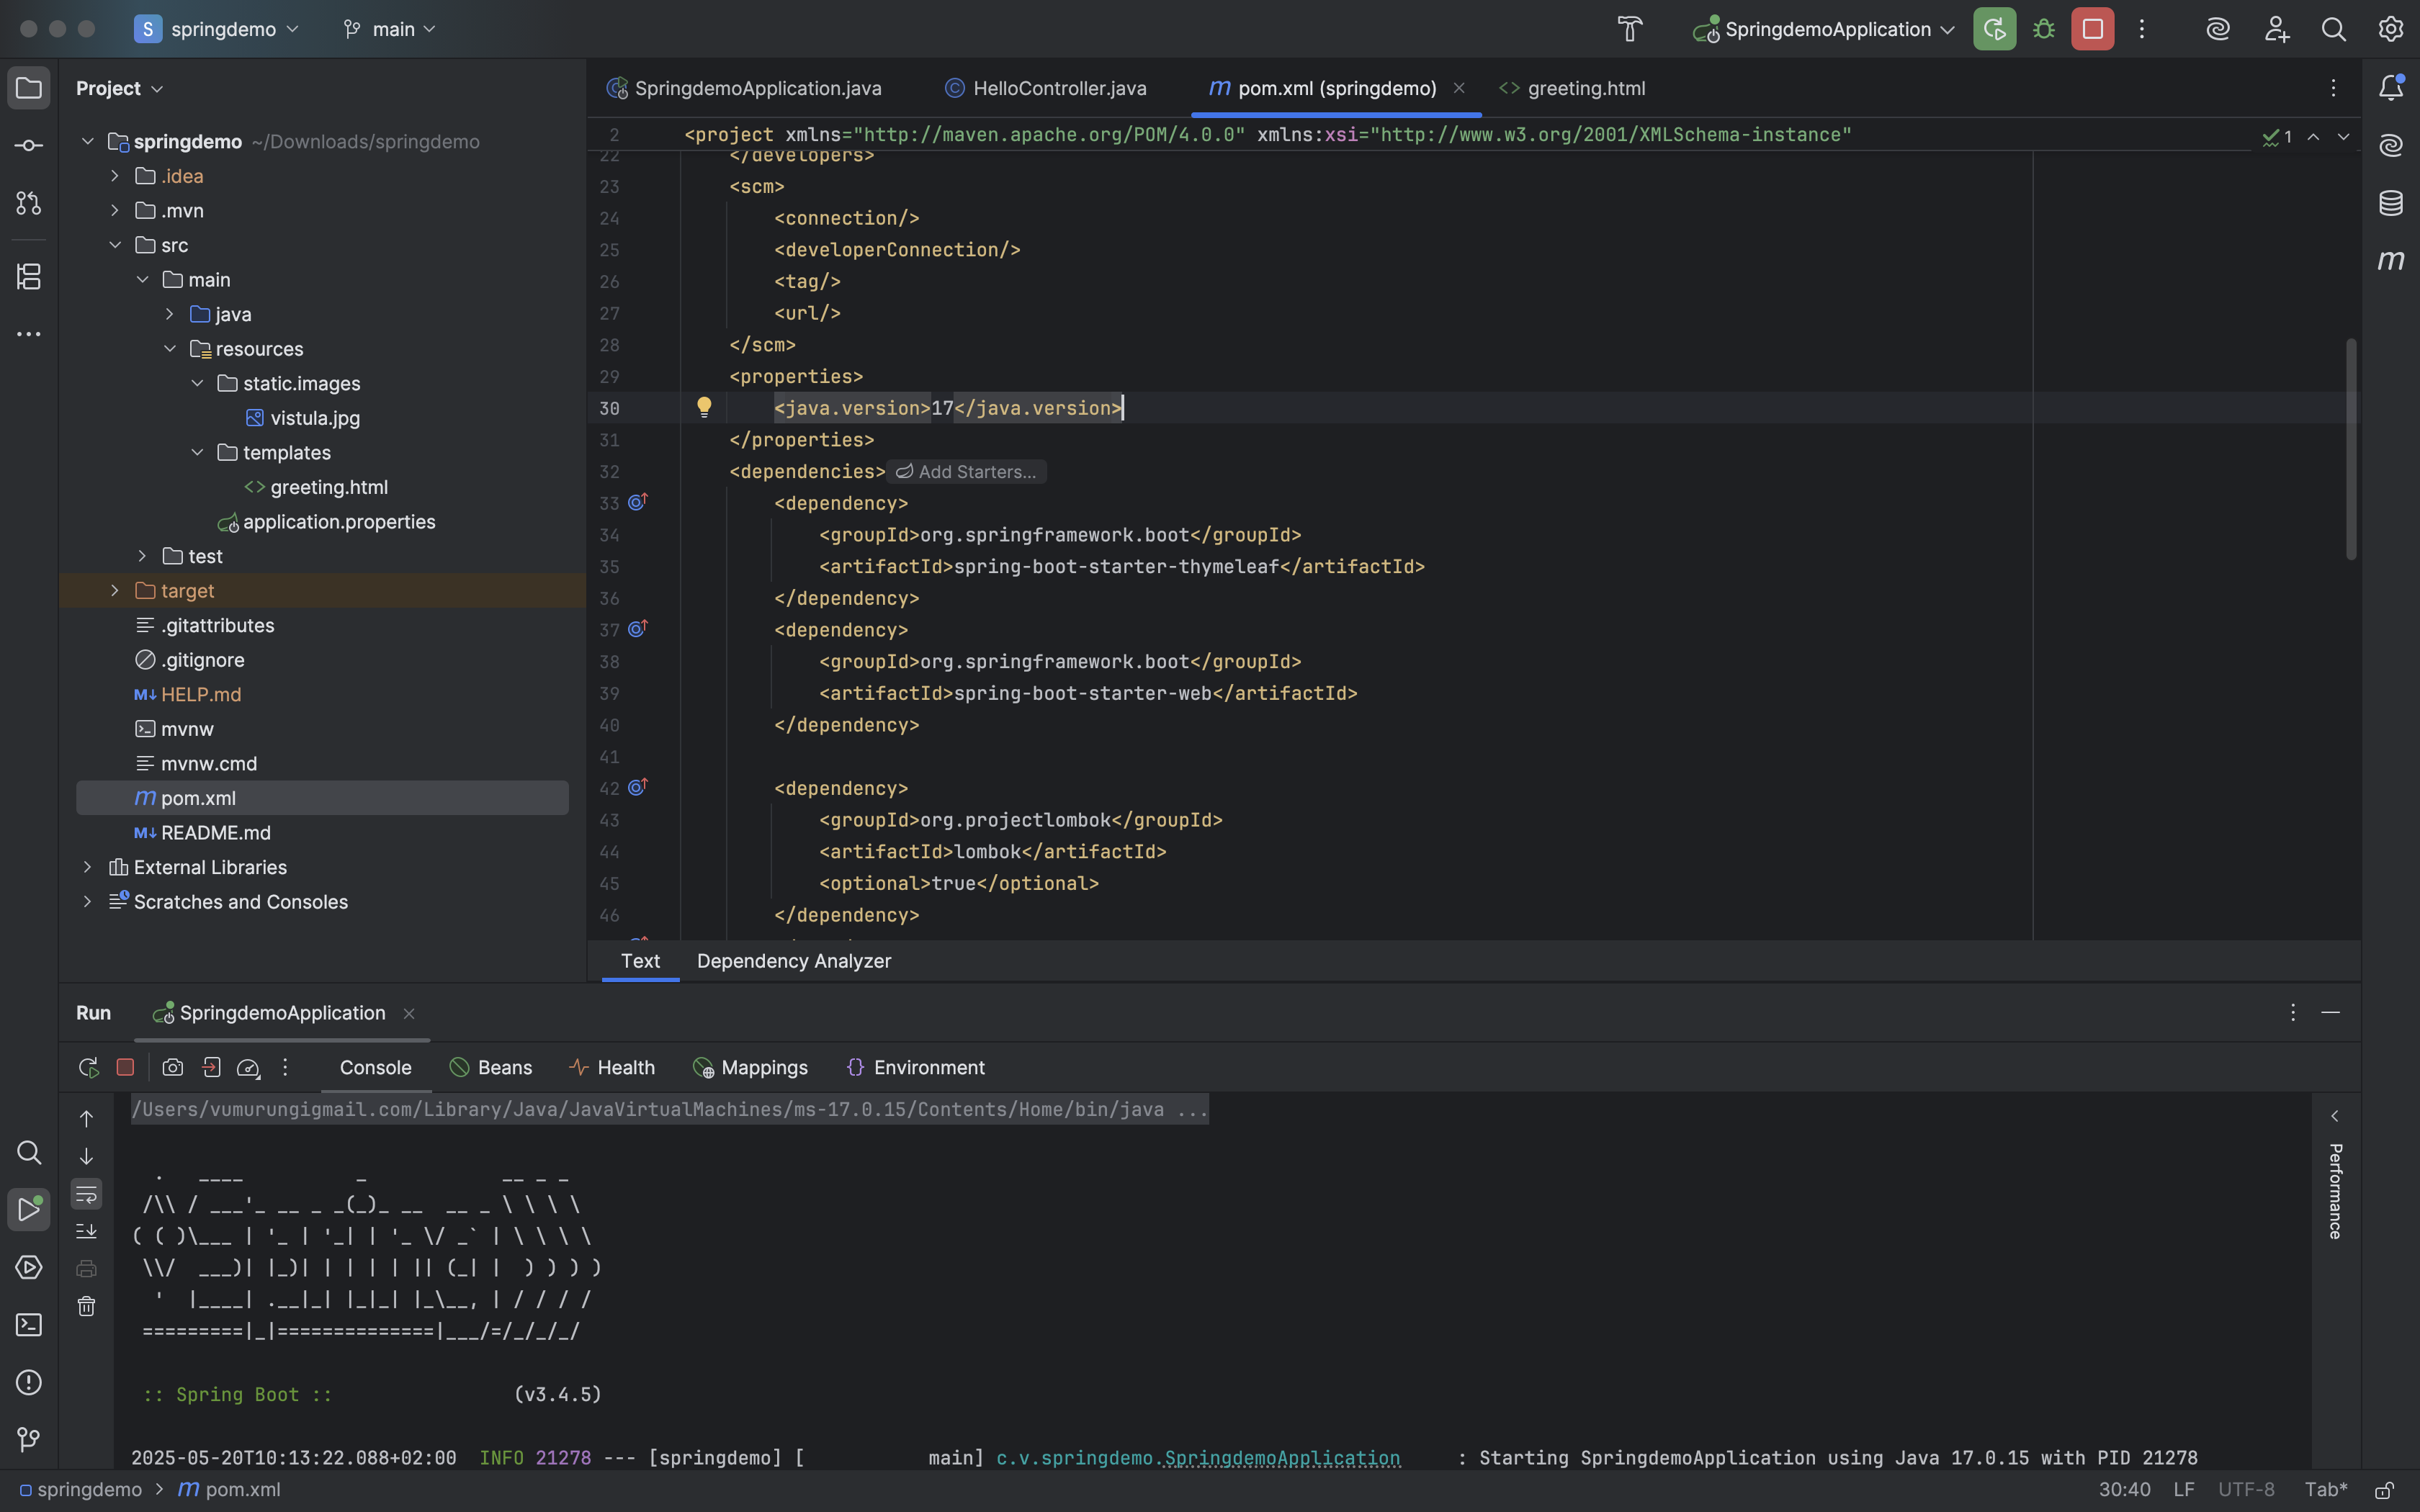 S springdemo main SpringdemoApplication
Project
springdemo ~/Downloads/springdemo
.idea
.mvn
src
main
java
resources
static.images
vistula.jpg
templates
greeting.html
application.properties
test
target
.gitattributes
.gitignore
M↓ HELP.md
mvnw
mvnw.cmd
m pom.xml
M↓ README.md
External Libraries
Scratches and Consoles
SpringdemoApplication.java HelloController.java m pom.xml (springdemo) greeting.html
2 <project xmlns="http://maven.apache.org/POM/4.0.0" xmlns:xsi="http://www.w3.org/2001/XMLSchema-instance" 1
22 </developers>
23 <scm>
24 <connection/>
25 <developerConnection/>
26 <tag/>
27 <url/>
28 </scm>
29 <properties>
30 <java.version>17</java.version>
31 </properties>
32 <dependencies> Add Starters...
33 <dependency>
34 <groupId>org.springframework.boot</groupId>
35 <artifactId>spring-boot-starter-thymeleaf</artifactId>
36 </dependency>
37 <dependency>
38 <groupId>org.springframework.boot</groupId>
39 <artifactId>spring-boot-starter-web</artifactId>
40 </dependency>
41
42 <dependency>
43 <groupId>org.projectlombok</groupId>
44 <artifactId>lombok</artifactId>
45 <optional>true</optional>
46 </dependency>
Text Dependency Analyzer
m
Run SpringdemoApplication
Console Beans Health Mappings Environment
/Users/vumurungigmail.com/Library/Java/JavaVirtualMachines/ms-17.0.15/Contents/Home/bin/java ...
  .   ____          _            __ _ _
 /\\ / ___'_ __ _ _(_)_ __  __ _ \ \ \ \
( ( )\___ | '_ | '_| | '_ \/ _` | \ \ \ \
 \\/  ___)| |_)| | | | | || (_| |  ) ) ) )
  '  |____| .__|_| |_|_| |_\__, | / / / /
 =========|_|==============|___/=/_/_/_/
:: Spring Boot :: (v3.4.5)
2025-05-20T10:13:22.088+02:00 INFO 21278 --- [springdemo] [ main] c.v.springdemo.SpringdemoApplication : Starting SpringdemoApplication using Java 17.0.15 with PID 21278
Performance
springdemo > m pom.xml 30:40 LF UTF-8 Tab*